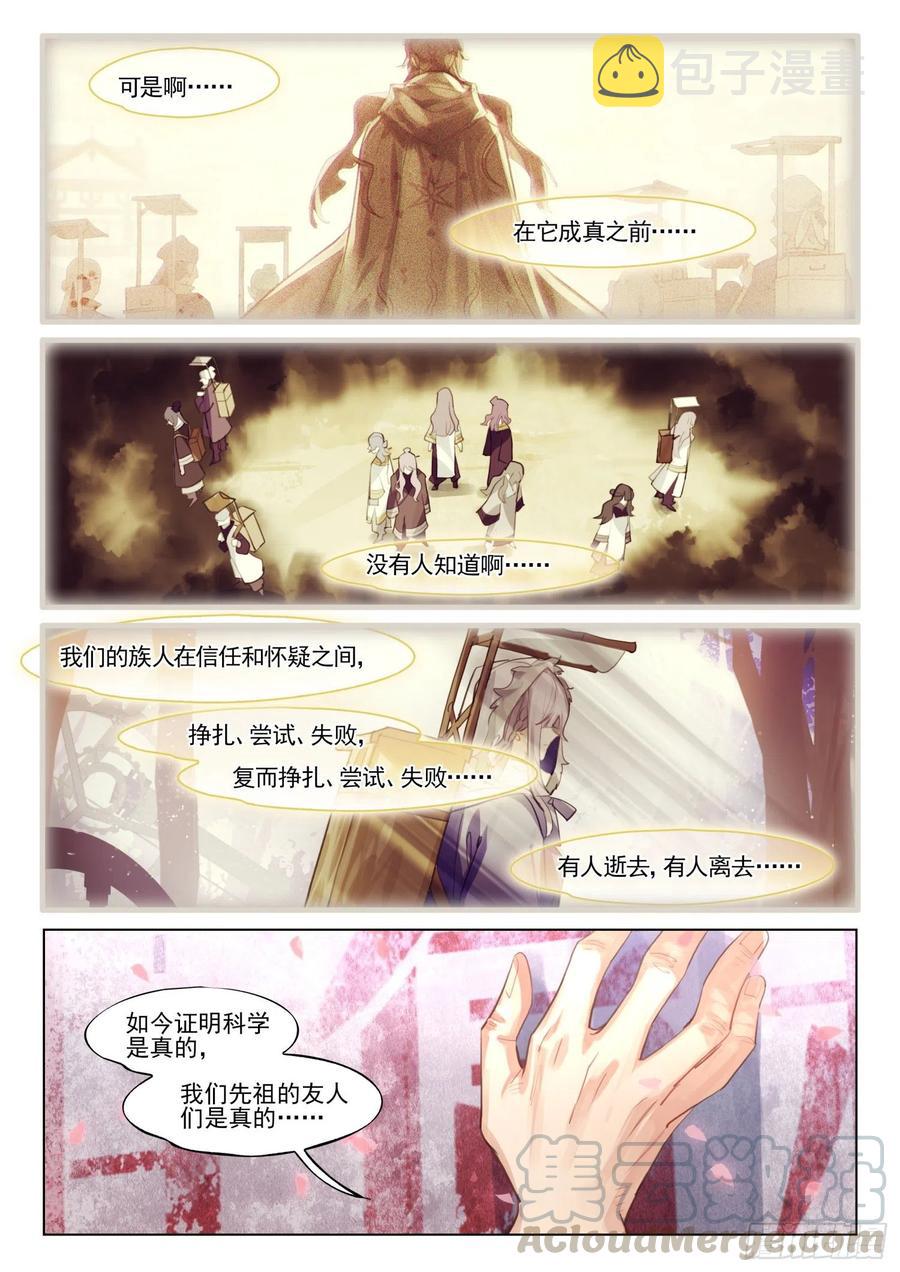 包子漫畫
可是啊……
在它成真之前……
没有人知道啊……
我们的族人在信任和怀疑之间，
挣扎、尝试、失败，
复而挣扎、尝试、失败……
有人逝去，有人离去……
如今证明科学
是真的，
我们先祖的友人
们是真的……
集云数据
AcloudMerge.com